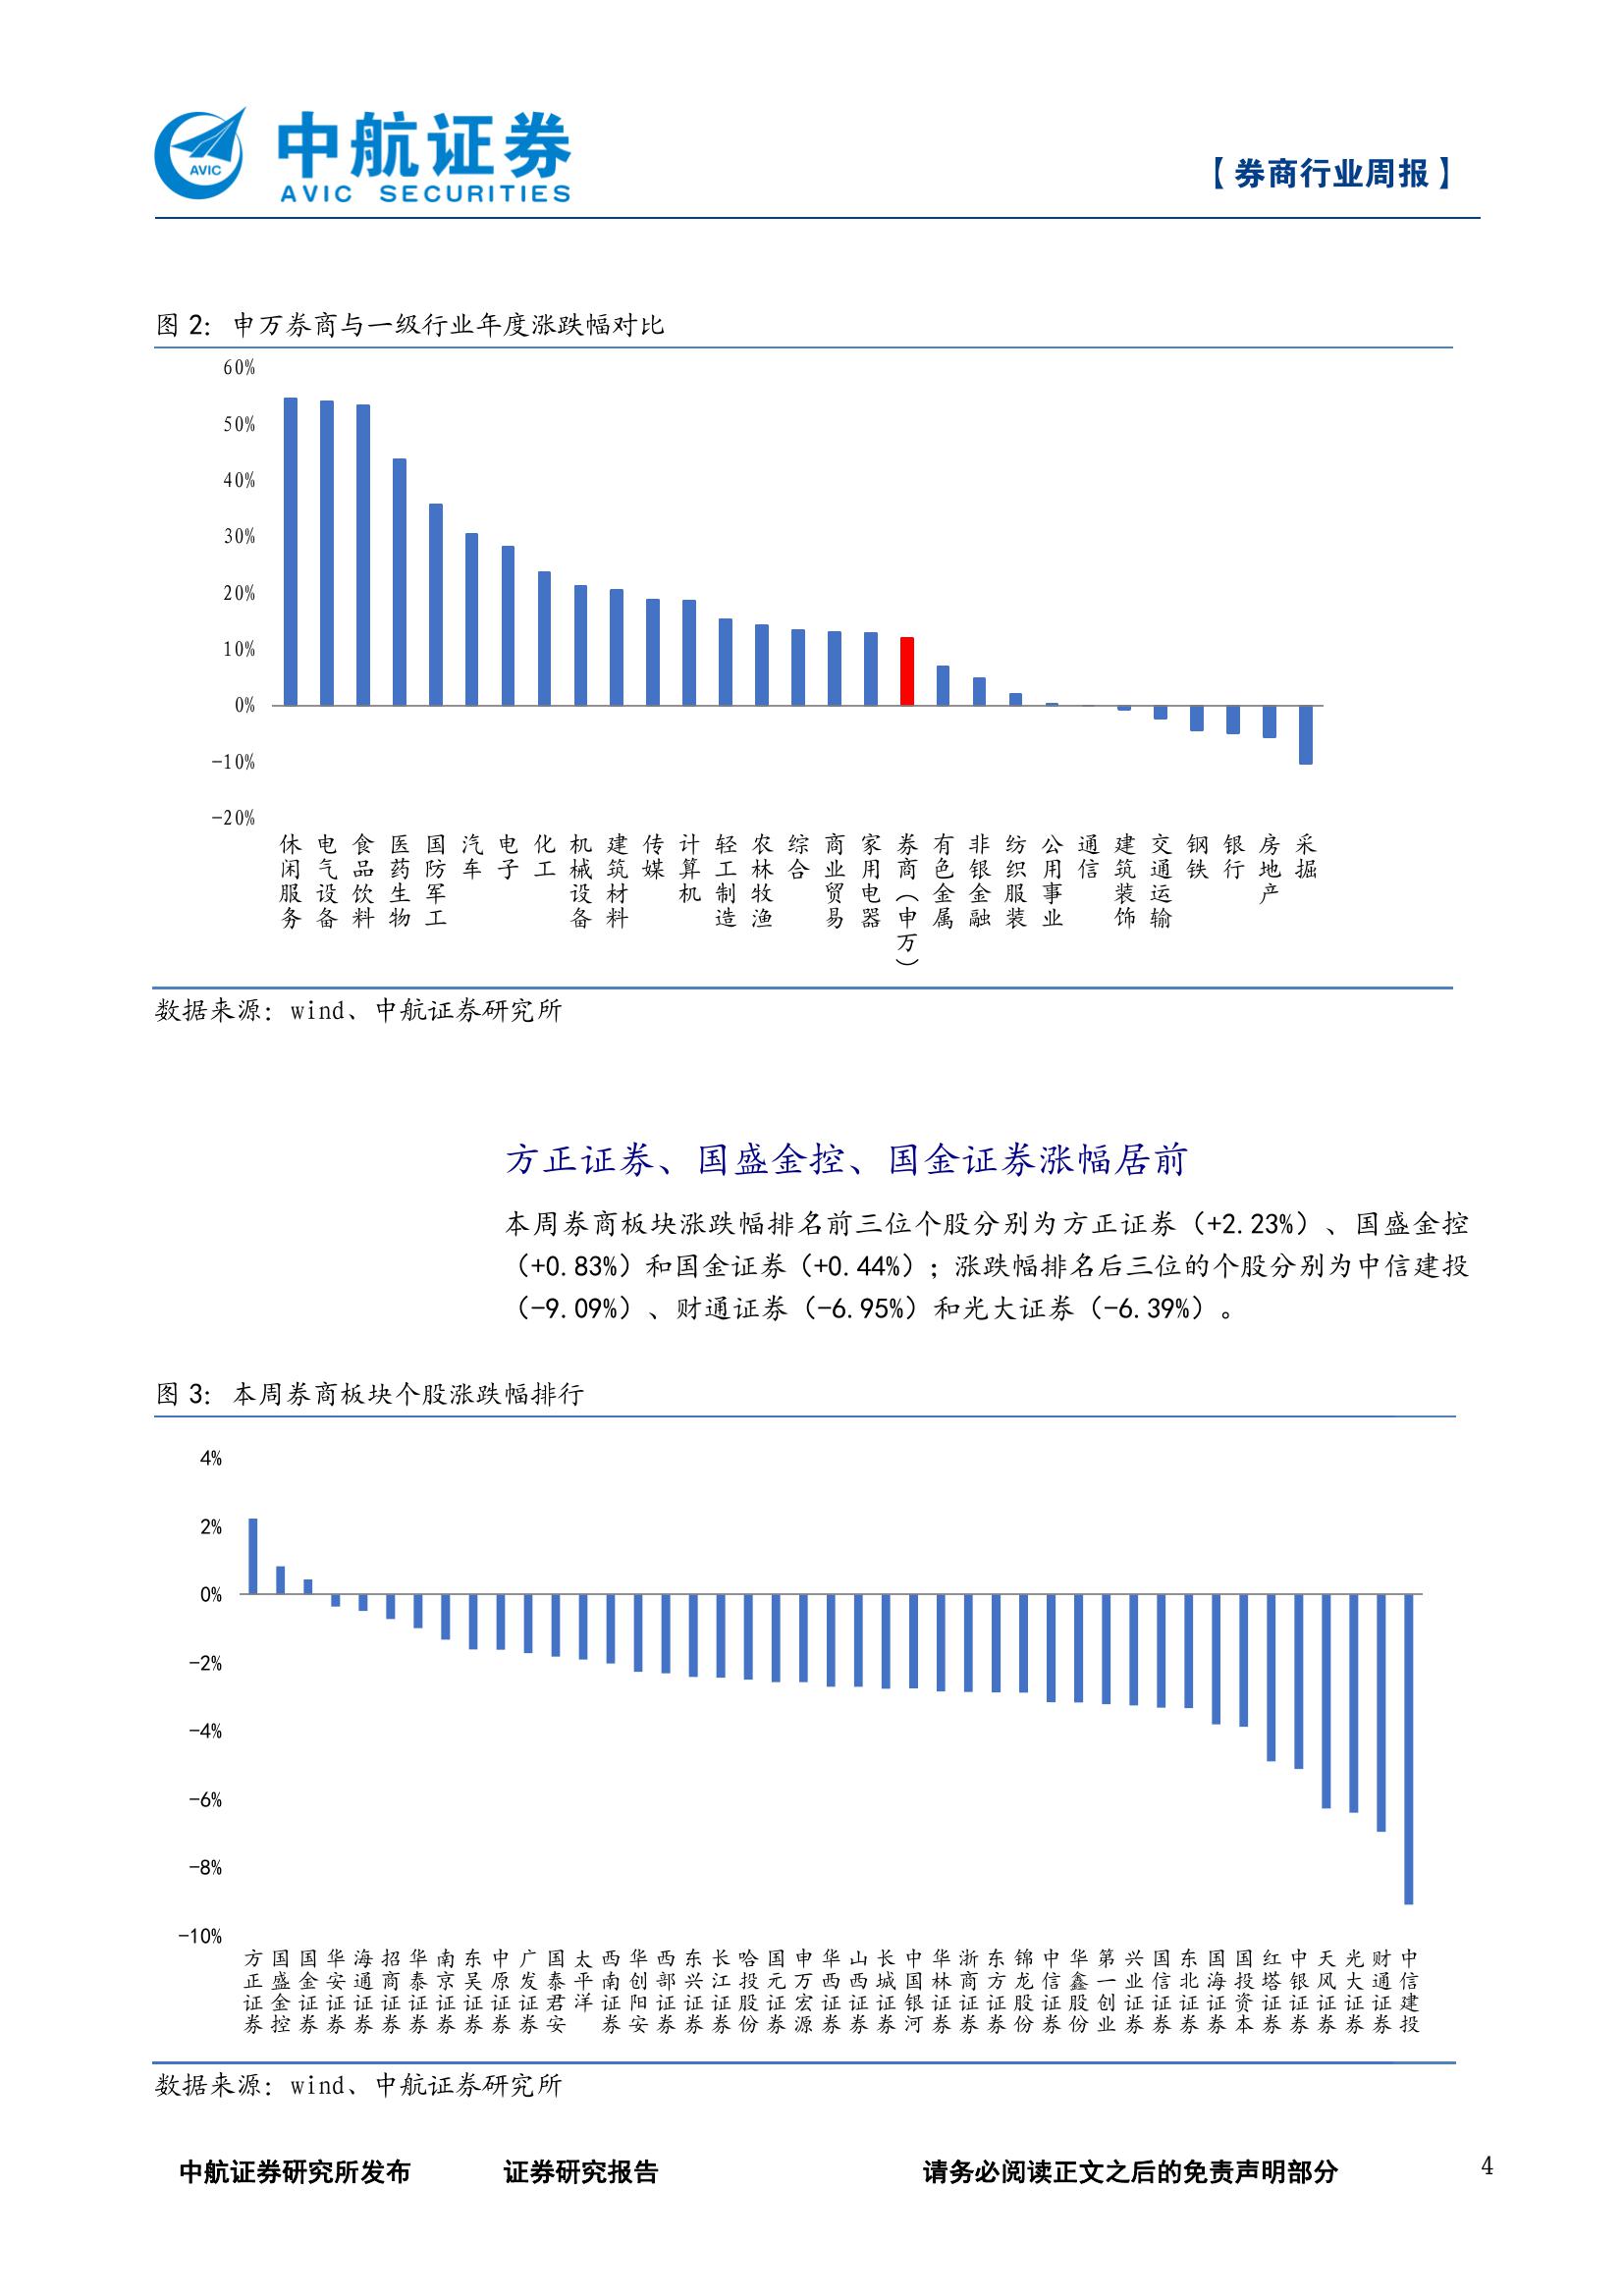 AVIC
中航证券
AVIC SECURITIES
【券商行业周报】
图 2：申万券商与一级行业年度涨跌幅对比
60%
50%
40%
30%
20%
10%
0%
-10%
-20%
休闲服务
电气设备
食品饮料
医药生物
国防军工
汽车
电子
化工
机械设备
建筑材料
传媒
计算机
轻工制造
农林牧渔
综合
商业贸易
家用电器
券商（申万）
有色金属
非银金融
纺织服装
公用事业
通信
建筑装饰
交通运输
钢铁
银行
房地产
采掘
数据来源：wind、中航证券研究所
方正证券、国盛金控、国金证券涨幅居前
本周券商板块涨跌幅排名前三位个股分别为方正证券（+2.23%）、国盛金控
（+0.83%）和国金证券（+0.44%）；涨跌幅排名后三位的个股分别为中信建投
（-9.09%）、财通证券（-6.95%）和光大证券（-6.39%）。
图 3：本周券商板块个股涨跌幅排行
4%
2%
0%
-2%
-4%
-6%
-8%
-10%
方正证券
国盛金控
国金证券
华安证券
海通证券
招商证券
华泰证券
南京证券
东吴证券
中原证券
广发证券
国泰君安
太平洋
西南证券
华创阳安
西部证券
东兴证券
长江证券
哈投股份
国元证券
申万宏源
华西证券
山西证券
长城证券
中国银河
华林证券
浙商证券
东方证券
锦龙股份
中信证券
华鑫股份
第一创业
兴业证券
国信证券
东北证券
国海证券
国投资本
红塔证券
中银证券
天风证券
光大证券
财通证券
中信建投
数据来源：wind、中航证券研究所
中航证券研究所发布 证券研究报告 请务必阅读正文之后的免责声明部分 4